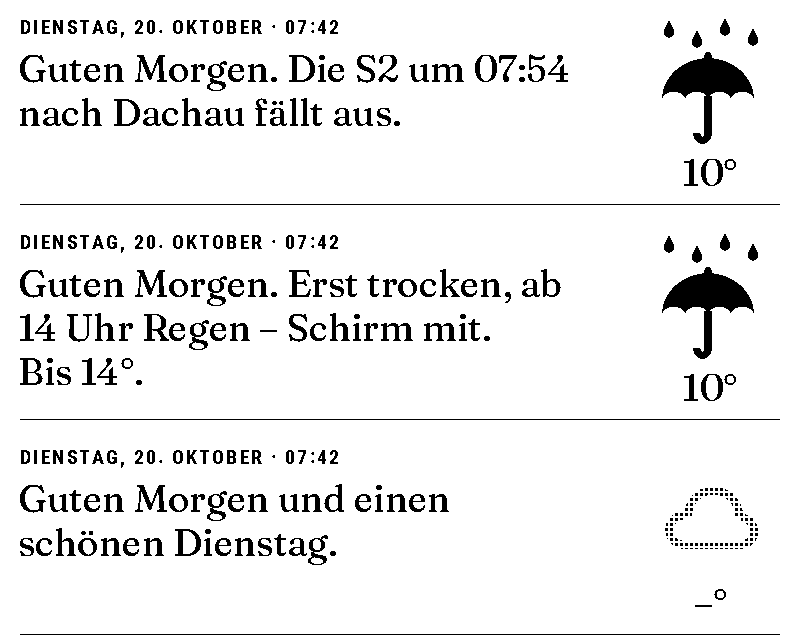 DIENSTAG, 20. OKTOBER · 07:42
Guten Morgen. Die S2 um 07:54
nach Dachau fällt aus.
10°
DIENSTAG, 20. OKTOBER · 07:42
Guten Morgen. Erst trocken, ab
14 Uhr Regen – Schirm mit.
Bis 14°.
10°
DIENSTAG, 20. OKTOBER · 07:42
Guten Morgen und einen
schönen Dienstag.
_°